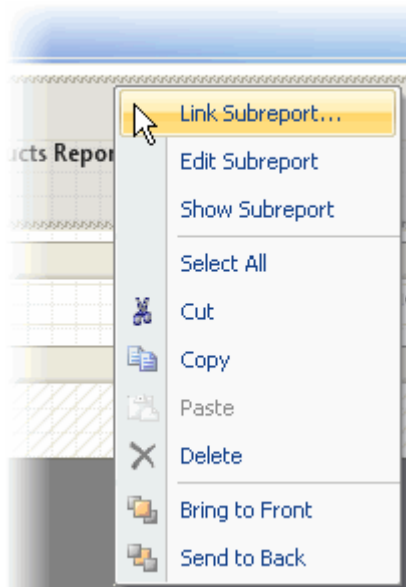 Link Subreport...
ucts Repor
Edit Subreport
Show Subreport
Select All
Cut
Copy
Paste
Delete
Bring to Front
Send to Back